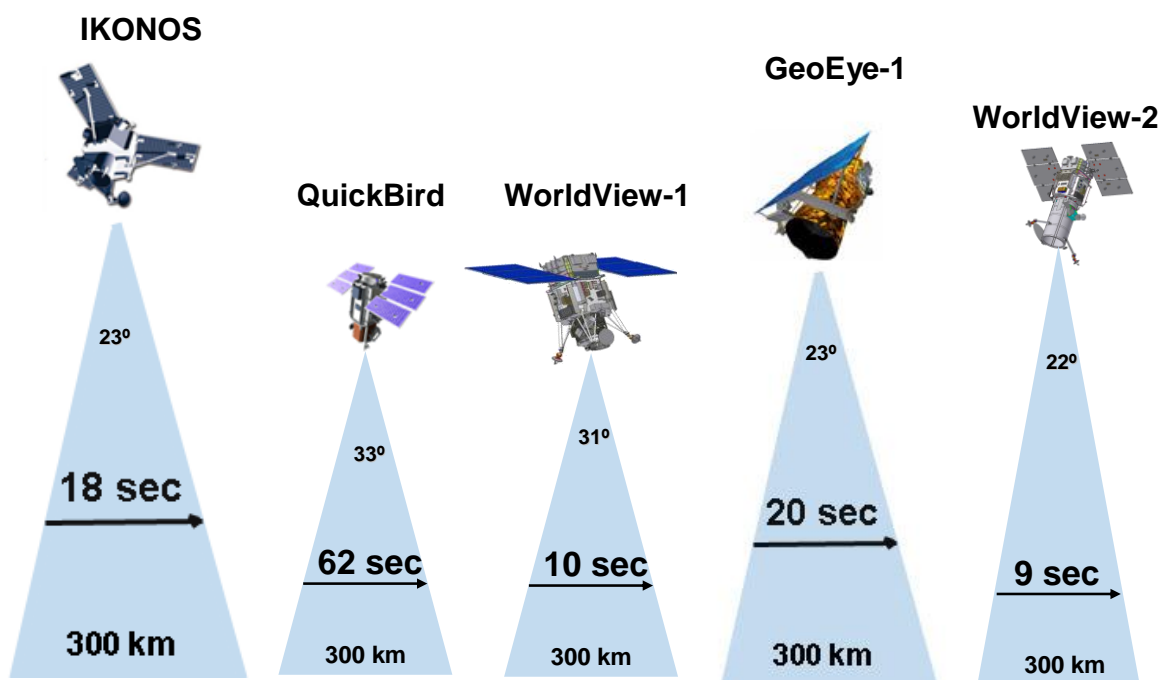 IKONOS
23º
18 sec
300 km
QuickBird
33º
62 sec
300 km
WorldView-1
31º
10 sec
300 km
GeoEye-1
23º
20 sec
300 km
WorldView-2
22º
9 sec
300 km